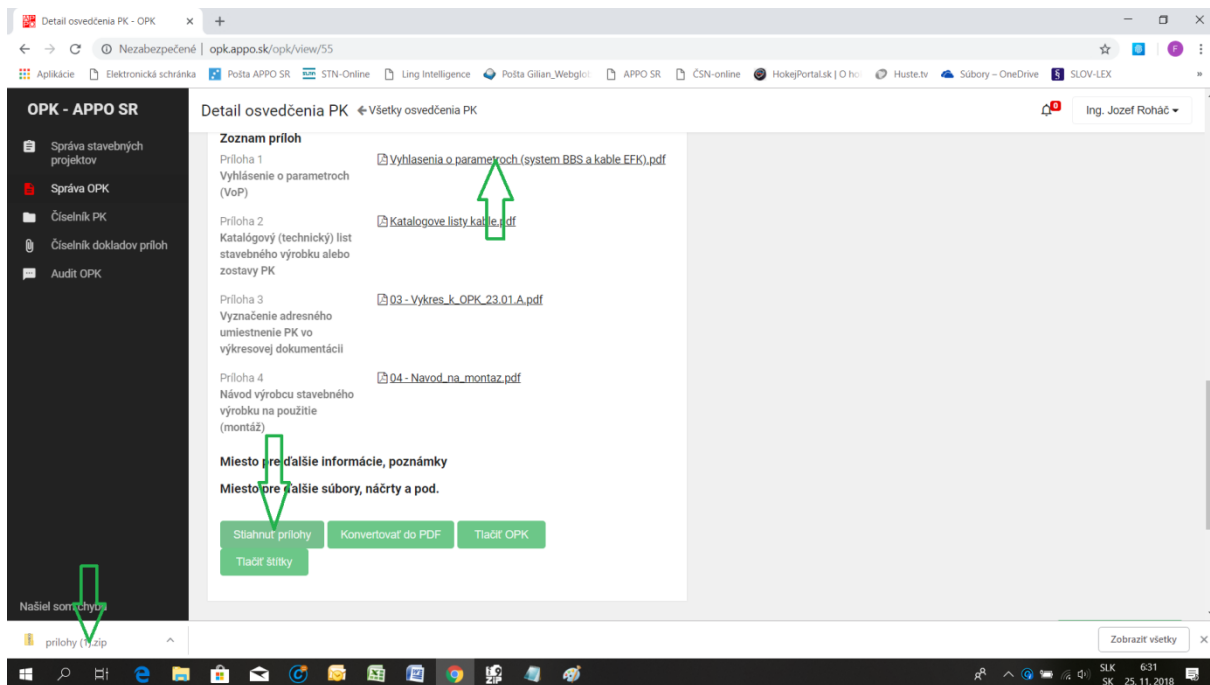 Detail osvedčenia PK - OPK
Nezabezpečené | opk.appo.sk/opk/view/55
F
Aplikácie Elektronická schránka Pošta APPO SR STN-Online Ling Intelligence Pošta Gilian_Webglob APPO SR ČSN-online HokejPortal.sk | O ho Huste.tv Súbory – OneDrive SLOV-LEX »
OPK - APPO SR
Detail osvedčenia PK Všetky osvedčenia PK
0
Ing. Jozef Roháč
Správa stavebných
projektov
Správa OPK
Číselník PK
Číselník dokladov príloh
Audit OPK
Našiel som chybu
Zoznam príloh
Príloha 1
Vyhlásenie o parametroch
(VoP)
Vyhlasenia o parametroch (system BBS a kable EFK).pdf
Príloha 2
Katalógový (technický) list
stavebného výrobku alebo
zostavy PK
Katalogove listy kable.pdf
Príloha 3
Vyznačenie adresného
umiestnenie PK vo
výkresovej dokumentácii
03 - Vykres_k_OPK_23.01.A.pdf
Príloha 4
Návod výrobcu stavebného
výrobku na použitie
(montáž)
04 - Navod_na_montaz.pdf
Miesto pre ďalšie informácie, poznámky
Miesto pre ďalšie súbory, náčrty a pod.
Stiahnuť prílohy Konvertovať do PDF Tlačiť OPK
Tlačiť štítky
prilohy (1).zip
Zobraziť všetky
SLK 6:31
SK 25. 11. 2018